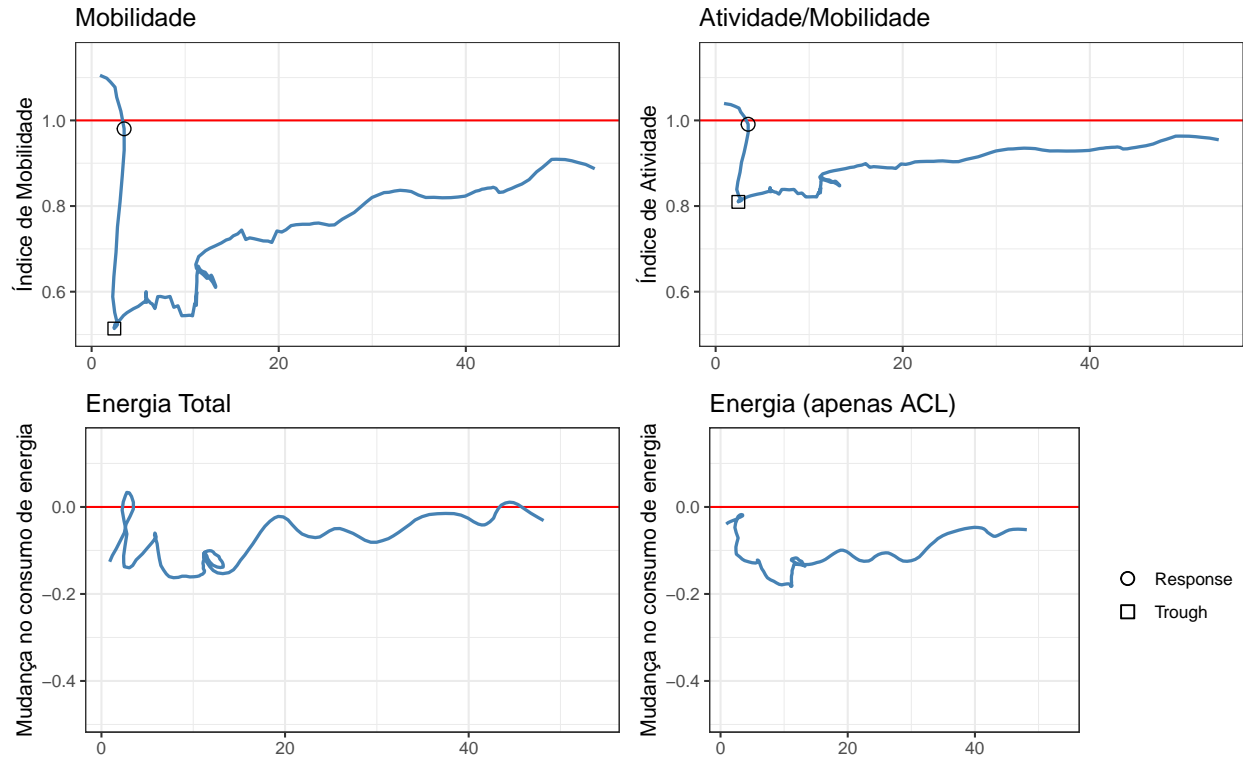 Mobilidade
Índice de Mobilidade
1.0
0.8
0.6
0 20 40
Atividade/Mobilidade
Índice de Atividade
1.0
0.8
0.6
0 20 40
Energia Total
Mudança no consumo de energia
0.0
−0.2
−0.4
0 20 40
Energia (apenas ACL)
Mudança no consumo de energia
0.0
−0.2
−0.4
0 20 40
Response
Trough